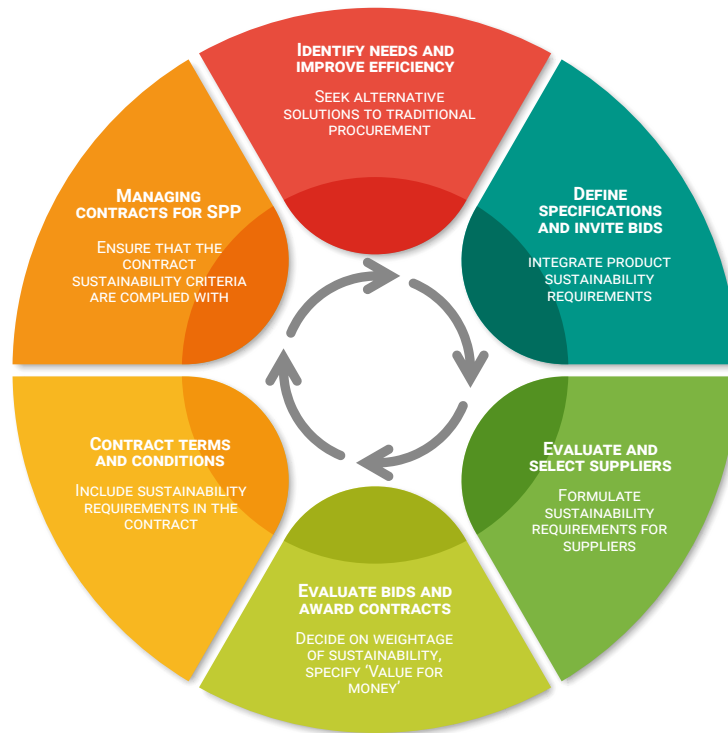 IDENTIFY NEEDS AND
IMPROVE EFFICIENCY
SEEK ALTERNATIVE
SOLUTIONS TO TRADITIONAL
PROCUREMENT
DEFINE
SPECIFICATIONS
AND INVITE BIDS
INTEGRATE PRODUCT
SUSTAINABILITY
REQUIREMENTS
EVALUATE AND
SELECT SUPPLIERS
FORMULATE
SUSTAINABILITY
REQUIREMENTS FOR
SUPPLIERS
EVALUATE BIDS AND
AWARD CONTRACTS
DECIDE ON WEIGHTAGE
OF SUSTAINABILITY,
SPECIFY ‘VALUE FOR
MONEY’
CONTRACT TERMS
AND CONDITIONS
INCLUDE SUSTAINABILITY
REQUIREMENTS IN THE
CONTRACT
MANAGING
CONTRACTS FOR SPP
ENSURE THAT THE
CONTRACT
SUSTAINABILITY CRITERIA
ARE COMPLIED WITH